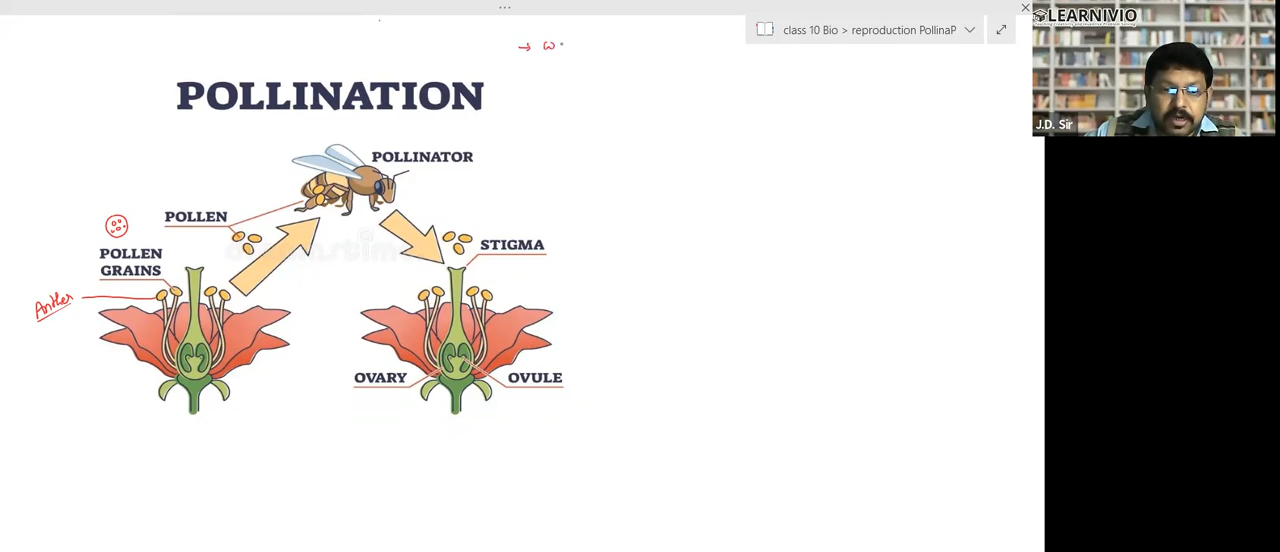 class 10 Bio > reproduction PollinaP
LEARNIVIO
→ w
POLLINATION
POLLINATOR
J.D. Sir
POLLEN
STIGMA
POLLEN
GRAINS
Anther
OVARY
OVULE